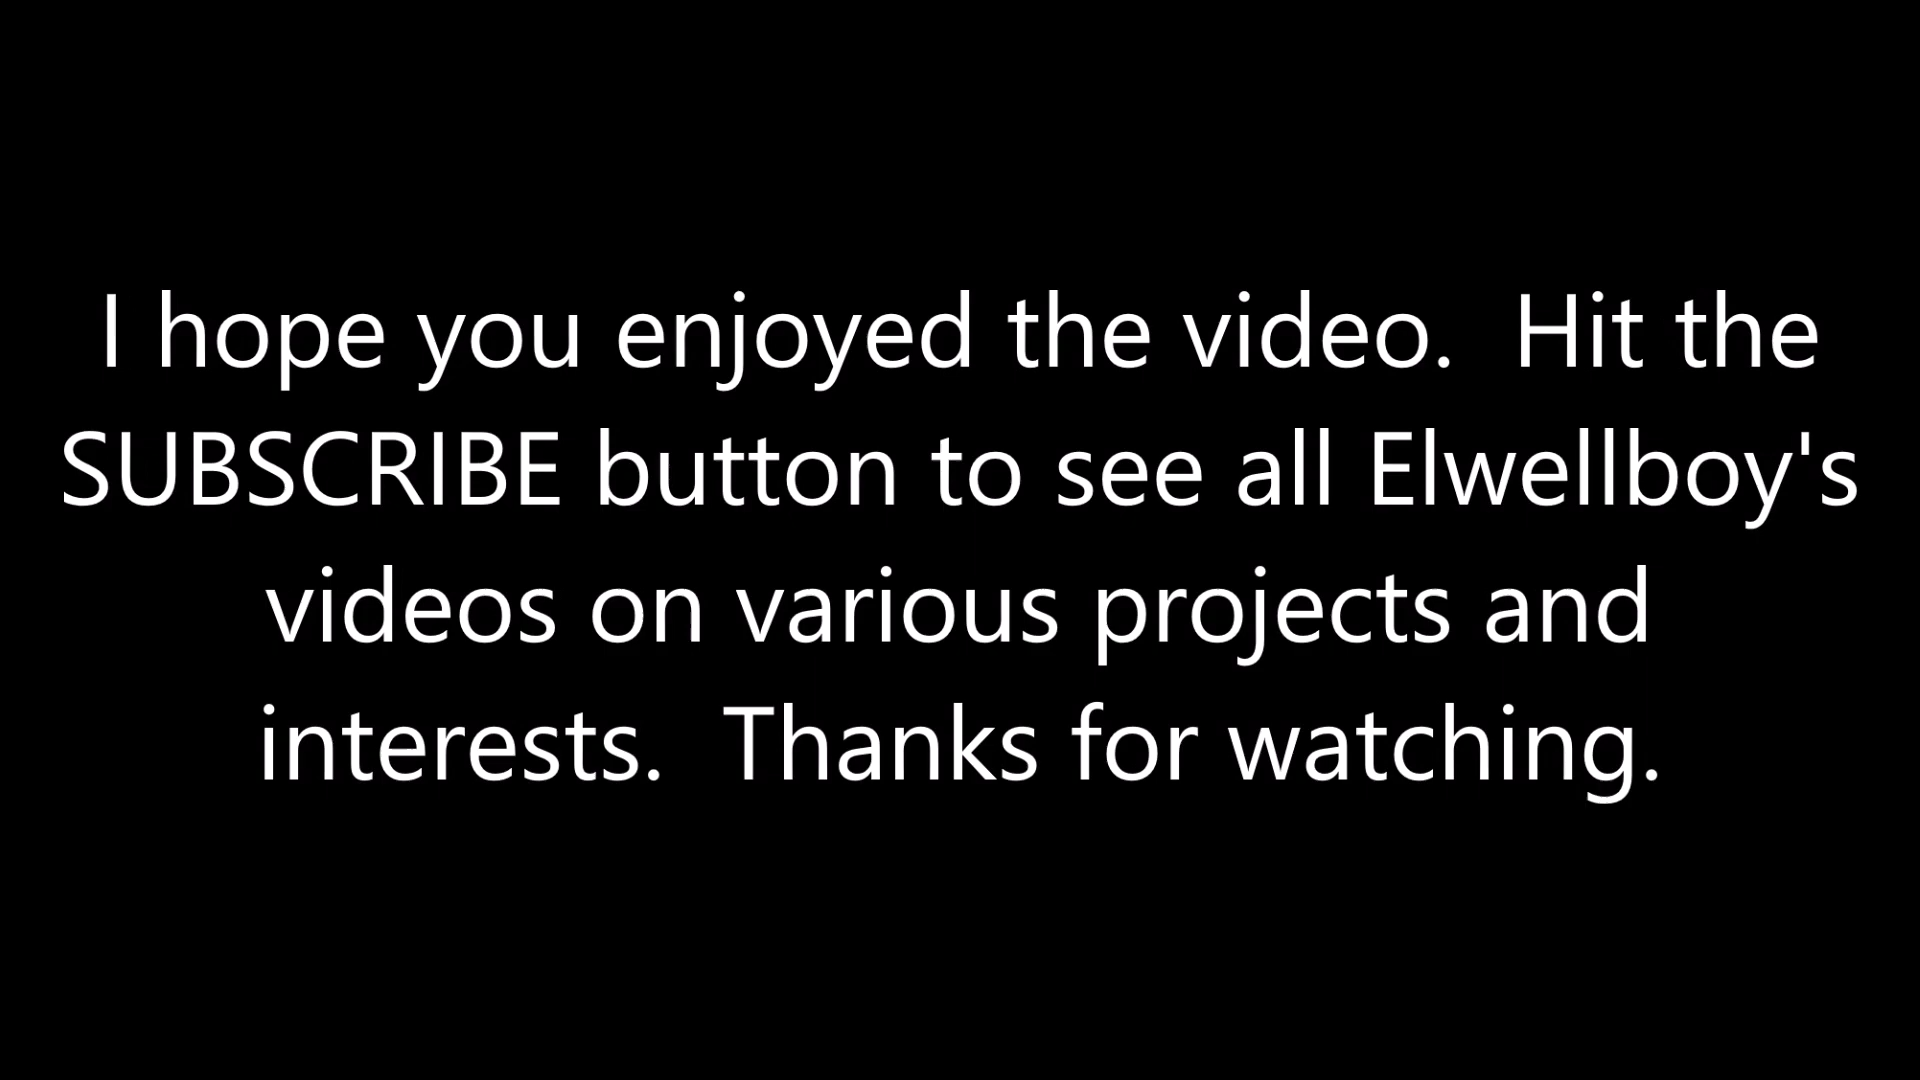 I hope you enjoyed the video.  Hit the
SUBSCRIBE button to see all Elwellboy's
videos on various projects and
interests.  Thanks for watching.